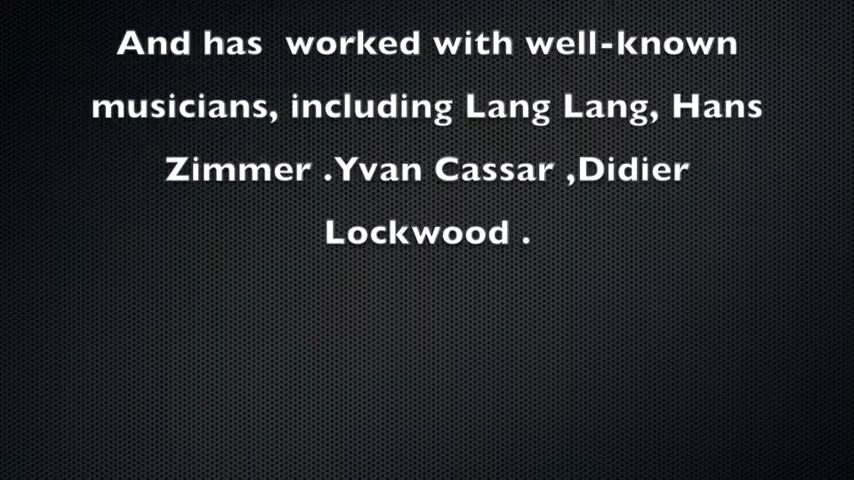 And has  worked with well-known
musicians, including Lang Lang, Hans
Zimmer .Yvan Cassar ,Didier
Lockwood .